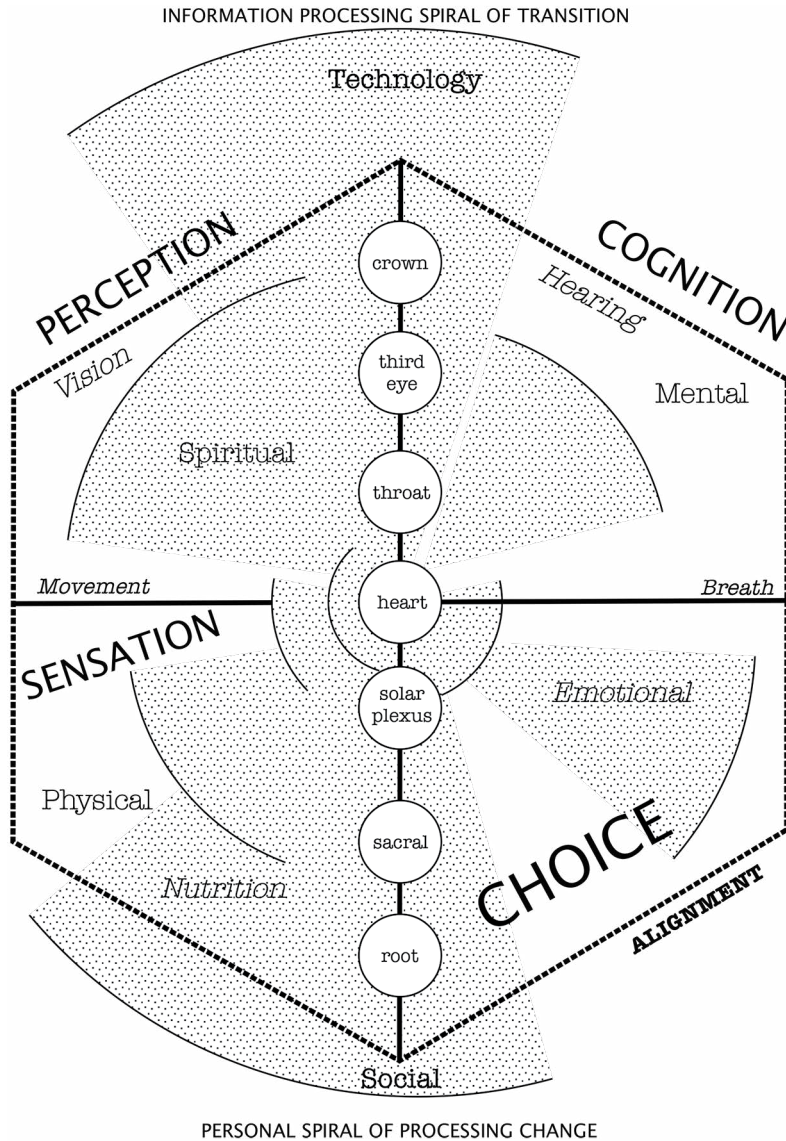 INFORMATION PROCESSING SPIRAL OF TRANSITION
Technology
PERCEPTION
COGNITION
crown
Hearing
Vision
third
eye
Mental
Spiritual
throat
Movement
heart
Breath
SENSATION
solar
plexus
Emotional
Physical
sacral
CHOICE
Nutrition
ALIGNMENT
root
Social
PERSONAL SPIRAL OF PROCESSING CHANGE